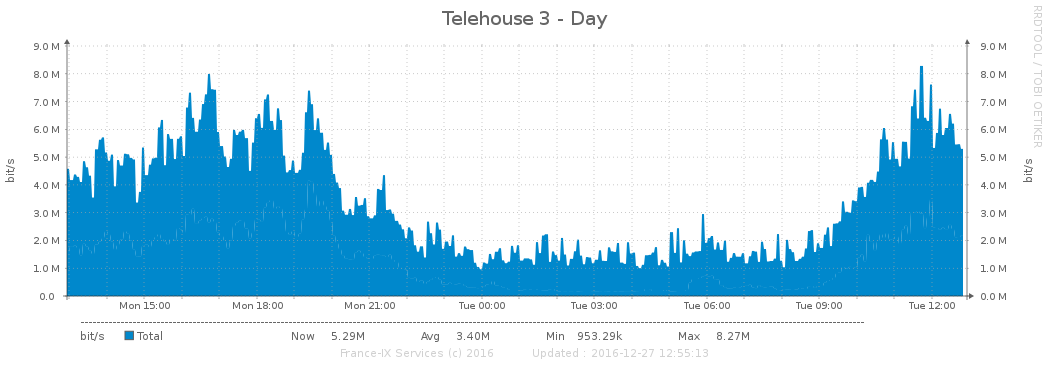 Telehouse 3 - Day
RRDTOOL / TOBI OETIKER
9.0 M 9.0 M
8.0 M 8.0 M
7.0 M 7.0 M
6.0 M 6.0 M
5.0 M 5.0 M
4.0 M 4.0 M
3.0 M 3.0 M
2.0 M 2.0 M
1.0 M 1.0 M
0.0 0.0 M
bit/s bit/s
Mon 15:00 Mon 18:00 Mon 21:00 Tue 00:00 Tue 03:00 Tue 06:00 Tue 09:00 Tue 12:00
bit/s Total Now 5.29M Avg 3.40M Min 953.29k Max 8.27M
France-IX Services (c) 2016 Updated : 2016-12-27 12:55:13